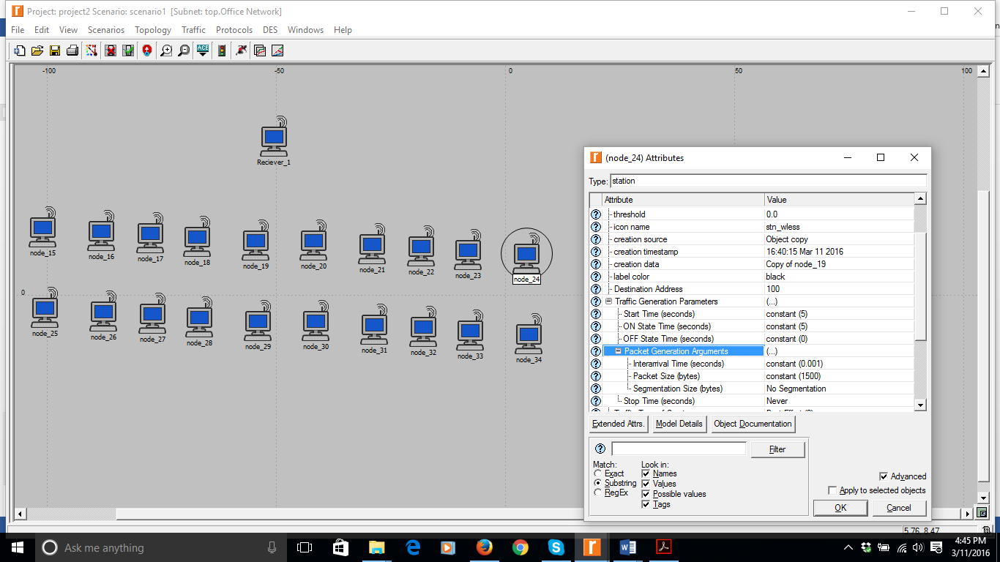 Project: project2 Scenario: scenario1 [Subnet: top.Office Network]
File Edit View Scenarios Topology Traffic Protocols DES Windows Help
ACE
-100 -50 0 50 100
Reciever_1
node_15 node_16 node_17 node_18 node_19 node_20 node_21 node_22 node_23 node_24
0
node_25 node_26 node_27 node_28 node_29 node_30 node_31 node_32 node_33 node_34
(node_24) Attributes
Type: station
Attribute Value
threshold 0.0
icon name stn_wless
creation source Object copy
creation timestamp 16:40:15 Mar 11 2016
creation data Copy of node_19
label color black
Destination Address 100
Traffic Generation Parameters (...)
Start Time (seconds) constant (5)
ON State Time (seconds) constant (5)
OFF State Time (seconds) constant (0)
Packet Generation Arguments (...)
Interarrival Time (seconds) constant (0.001)
Packet Size (bytes) constant (1500)
Segmentation Size (bytes) No Segmentation
Stop Time (seconds) Never
Extended Attrs. Model Details Object Documentation
Filter
Match: Look in:
Exact Names
Substring Values
RegEx Possible values
Tags
Advanced
Apply to selected objects
OK Cancel
5.76, 8.47
Ask me anything
4:45 PM
3/11/2016